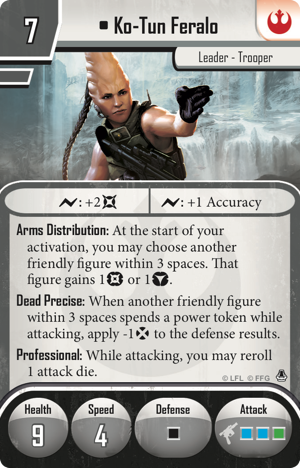 7
Ko-Tun Feralo
Leader - Trooper
: +2
: +1 Accuracy
Arms Distribution: At the start of your
activation, you may choose another
friendly figure within 3 spaces. That
figure gains 1 or 1.
Dead Precise: When another friendly figure
within 3 spaces spends a power token while
attacking, apply -1 to the defense results.
Professional: While attacking, you may reroll
1 attack die.
© LFL © FFG
Health
Speed
Defense
Attack
9
4